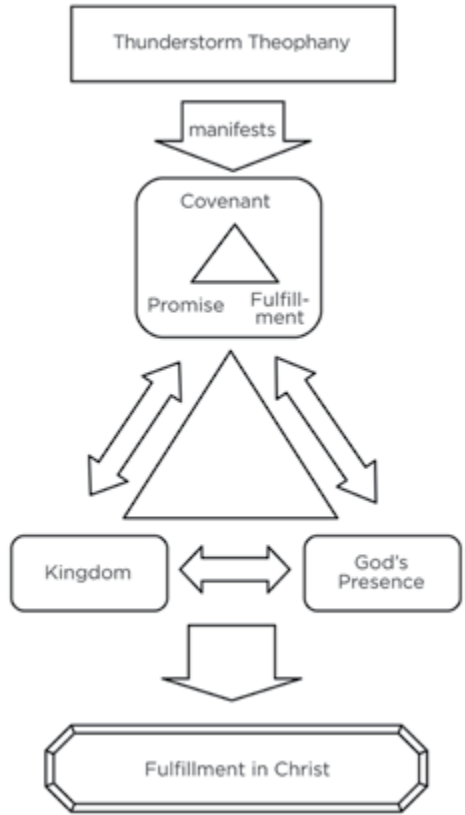 Thunderstorm Theophany
manifests
Covenant
Promise
Fulfill-
ment
Kingdom
God's
Presence
Fulfillment in Christ